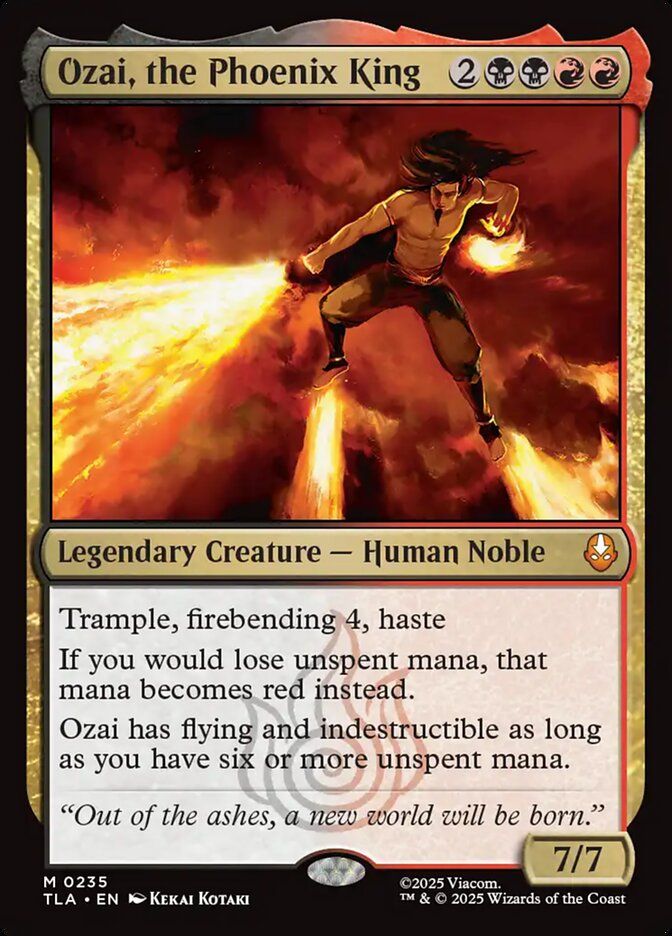 Ozai, the Phoenix King 2
Legendary Creature — Human Noble
Trample, firebending 4, haste
If you would lose unspent mana, that
mana becomes red instead.
Ozai has flying and indestructible as long
as you have six or more unspent mana.
“Out of the ashes, a new world will be born.”
7/7
M 0235
TLA • EN Kekai Kotaki
©2025 Viacom.
™ & © 2025 Wizards of the Coast